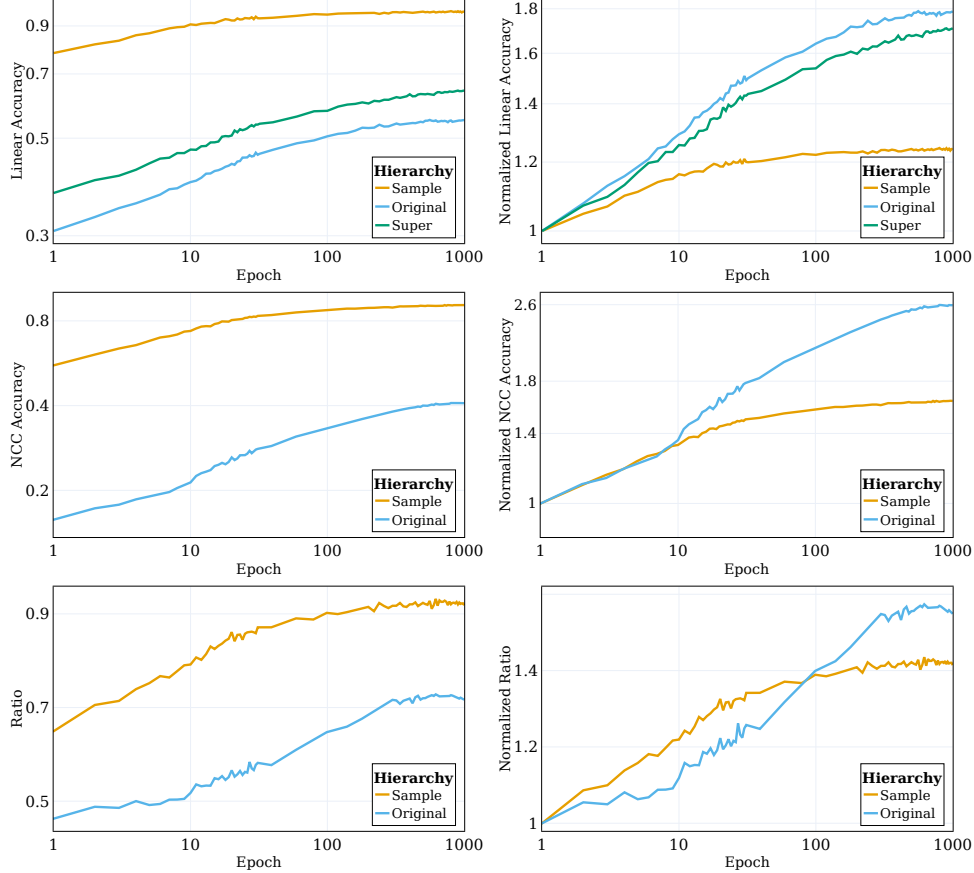 Linear Accuracy
0.9
0.7
0.5
0.3
1
10
100
1000
Epoch
Hierarchy
Sample
Original
Super
Normalized Linear Accuracy
1.8
1.6
1.4
1.2
1
1
10
100
1000
Epoch
Hierarchy
Sample
Original
Super
NCC Accuracy
0.8
0.4
0.2
1
10
100
1000
Epoch
Hierarchy
Sample
Original
Normalized NCC Accuracy
2.6
1.8
1.4
1
1
10
100
1000
Epoch
Hierarchy
Sample
Original
Ratio
0.9
0.7
0.5
1
10
100
1000
Epoch
Hierarchy
Sample
Original
Normalized Ratio
1.4
1.2
1
1
10
100
1000
Epoch
Hierarchy
Sample
Original